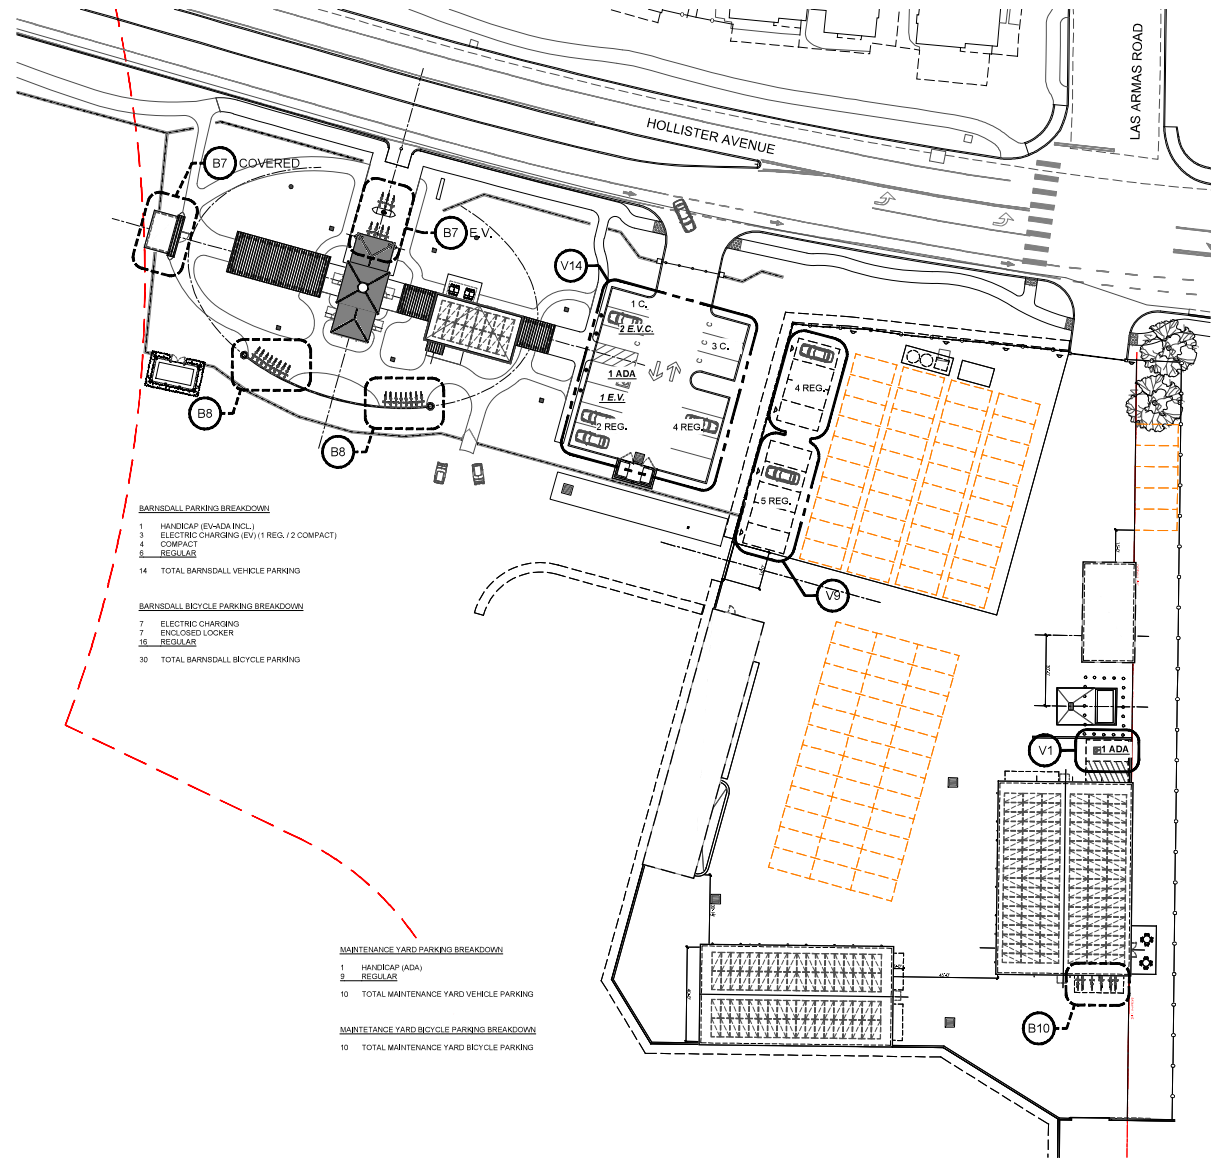 LAS ARMAS ROAD
HOLLISTER AVENUE
B7 COVERED
B7 E.V.
V14
1 C.
2 E.V.C.
3 C.
1 ADA
1 E.V.
2 REG.
4 REG.
4 REG.
5 REG.
B8
B8
V9
BARNSDALL PARKING BREAKDOWN
1 HANDICAP (EV-ADA INCL.)
3 ELECTRIC CHARGING (EV) (1 REG. / 2 COMPACT)
4 COMPACT
6 REGULAR
14 TOTAL BARNSDALL VEHICLE PARKING
BARNSDALL BICYCLE PARKING BREAKDOWN
7 ELECTRIC CHARGING
7 ENCLOSED LOCKER
16 REGULAR
30 TOTAL BARNSDALL BICYCLE PARKING
V1
1 ADA
MAINTENANCE YARD PARKING BREAKDOWN
1 HANDICAP (ADA)
9 REGULAR
10 TOTAL MAINTENANCE YARD VEHICLE PARKING
MAINTETANCE YARD BICYCLE PARKING BREAKDOWN
10 TOTAL MAINTENANCE YARD BICYCLE PARKING
B10